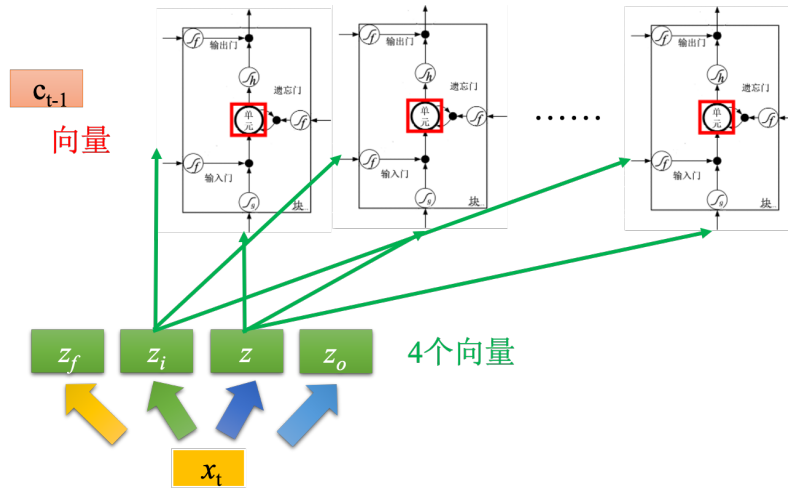 c_{t-1}
向量
f 输出门
h
遗忘门
单元
f
f
输入门
g
块
f 输出门
h
遗忘门
单元
f
f
输入门
g
块
......
f 输出门
h
遗忘门
单元
f
f
输入门
g
块
z_f
z_i
z
z_o
4个向量
x_t